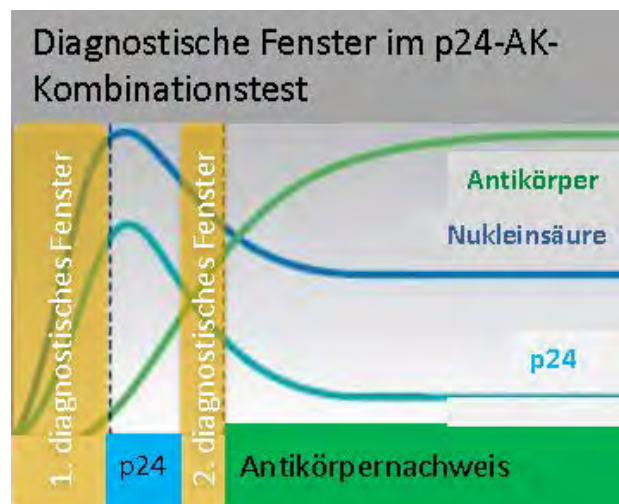 Diagnostische Fenster im p24-AK-
Kombinationstest
1. diagnostisches Fenster
2. diagnostisches Fenster
Antikörper
Nukleinsäure
p24
p24
Antikörpernachweis